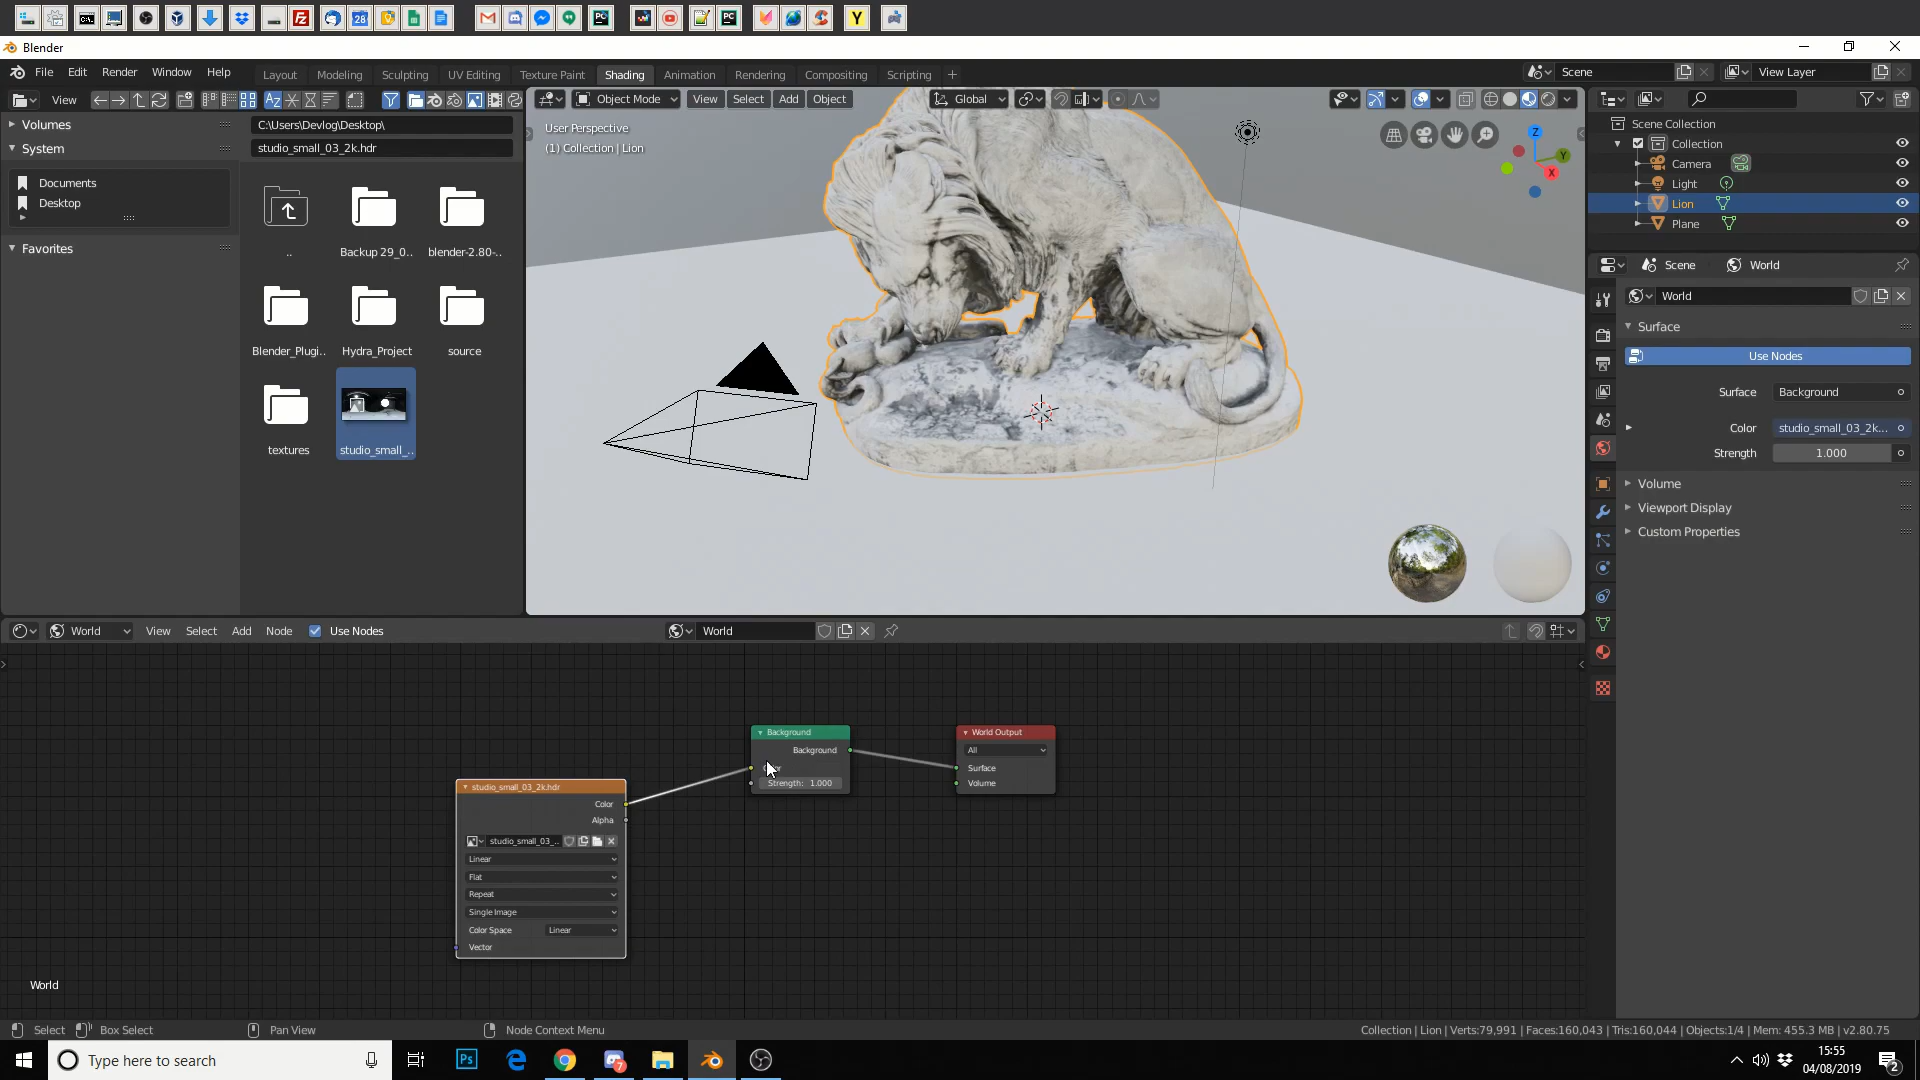 Blender
File Edit Render Window Help
Layout Modeling Sculpting UV Editing Texture Paint Shading Animation Rendering Compositing Scripting +
Scene
View Layer
View
Object Mode View Select Add Object
Global
Volumes
System
Documents
Desktop
Favorites
C:\Users\Devlog\Desktop\
studio_small_03_2k.hdr
..
Backup 29_0..
blender-2.80-..
Blender_Plugi..
Hydra_Project
source
textures
studio_small_..
User Perspective
(1) Collection | Lion
Z
Y
X
Scene Collection
Collection
Camera
Light
Lion
Plane
Scene World
World
Surface
Use Nodes
Surface Background
Color studio_small_03_2k...
Strength 1.000
Volume
Viewport Display
Custom Properties
World View Select Add Node Use Nodes
World
studio_small_03_2k.hdr
Color
Alpha
studio_small_03_..
Linear
Flat
Repeat
Single Image
Color Space Linear
Vector
Background
Background
Strength: 1.000
World Output
All
Surface
Volume
World
Select Box Select Pan View Node Context Menu
Collection | Lion | Verts:79,991 | Faces:160,043 | Tris:160,044 | Objects:1/4 | Mem: 455.3 MB | v2.80.75
Type here to search
15:55
04/08/2019